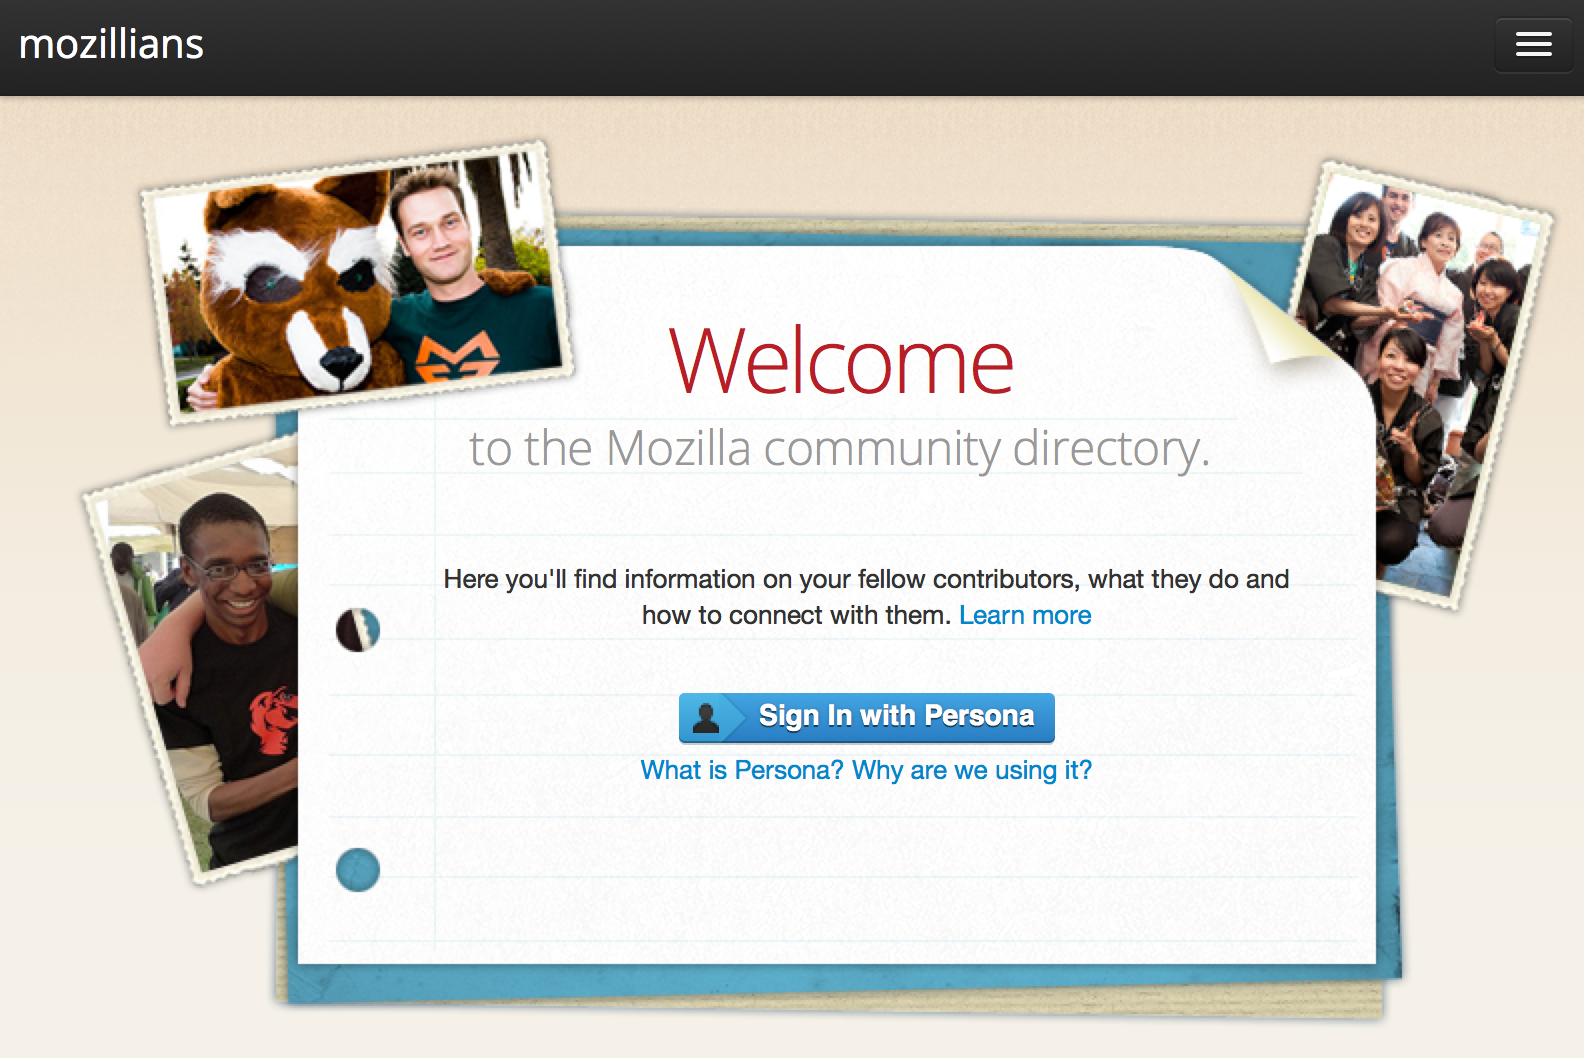 mozillians
Welcome
to the Mozilla community directory.
Here you'll find information on your fellow contributors, what they do and
how to connect with them. Learn more
Sign In with Persona
What is Persona? Why are we using it?